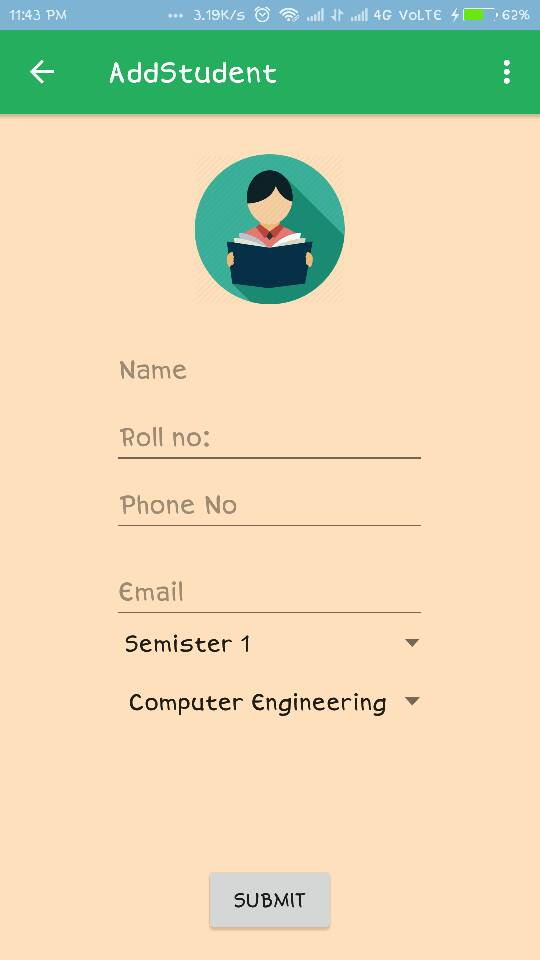 11:43 PM ... 3.19K/s 4G VoLTE 62%
AddStudent
Name
Roll no:
Phone No
Email
Semister 1
Computer Engineering
SUBMIT